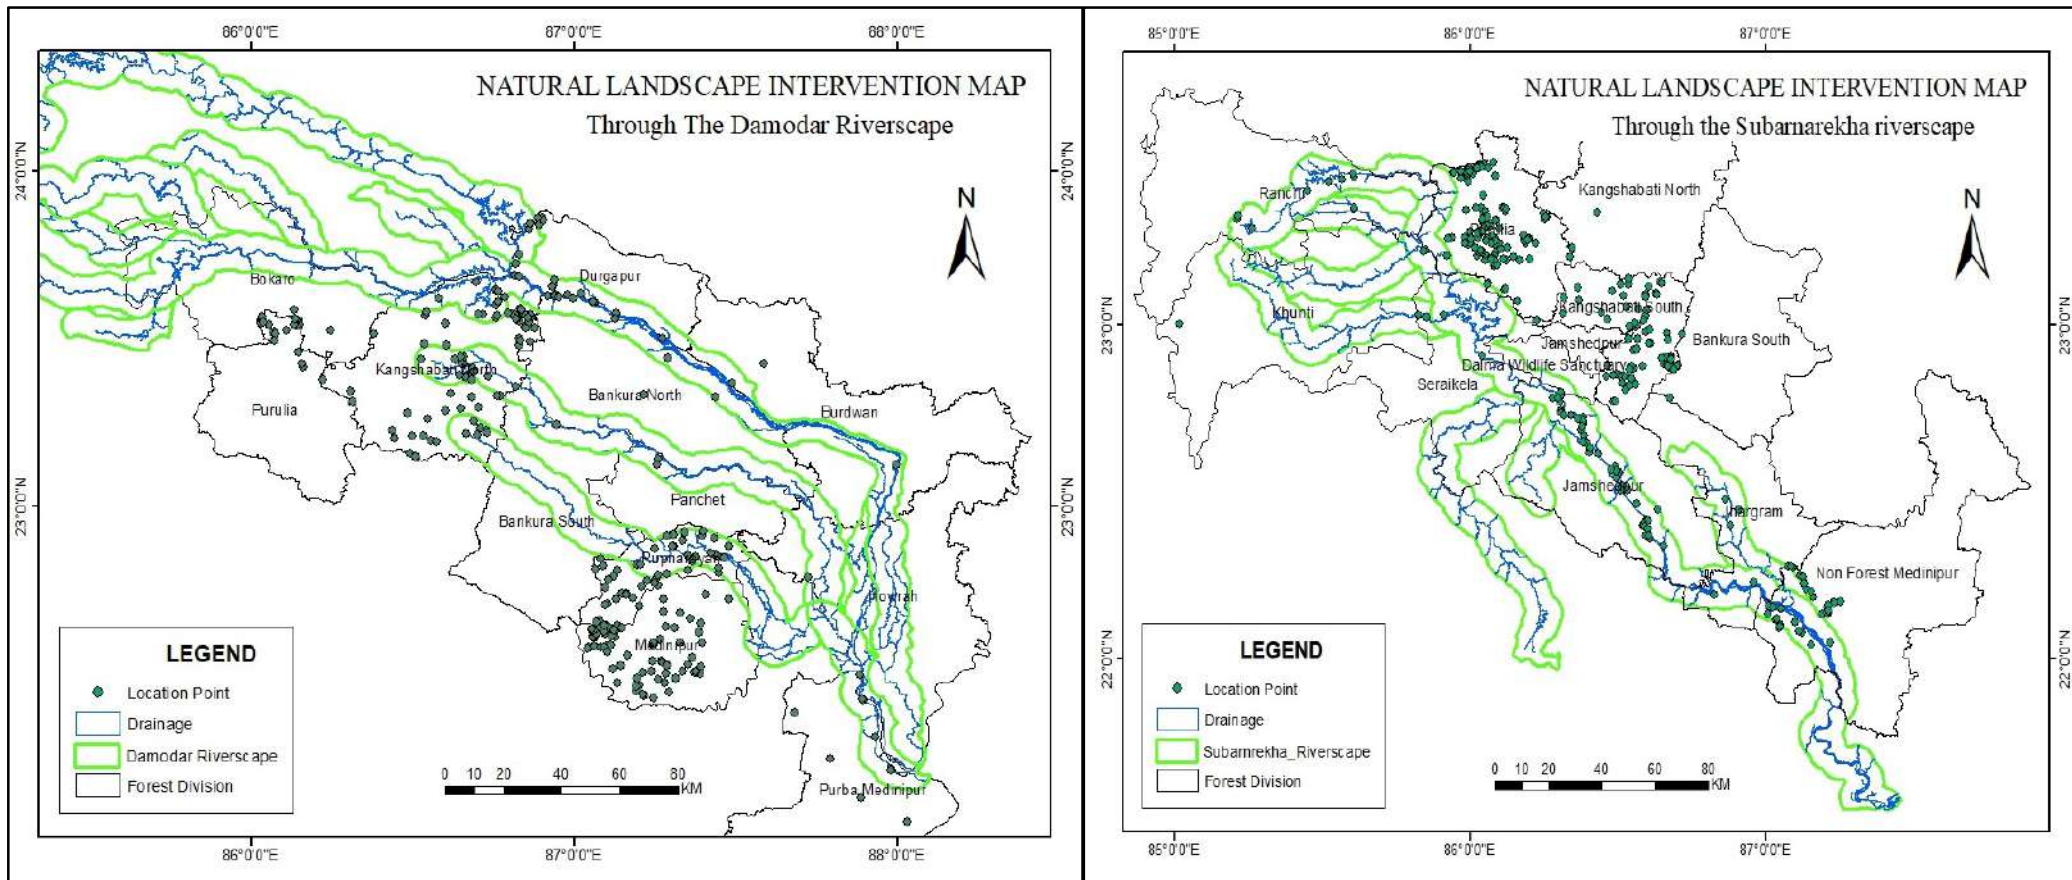 86°0'0"E 87°0'0"E 88°0'0"E
NATURAL LANDSCAPE INTERVENTION MAP
Through The Damodar Riverscape
24°0'0"N
24°0'0"N
N
Durgapur
Bokaro
Kangshabati North
Purulia
Bankura North
Burdwan
Panchet
23°0'0"N
23°0'0"N
Bankura South
Rupnarayan
Howrah
Medinipur
Purba Medinipur
LEGEND
Location Point
Drainage
Damodar Riverscape
Forest Division
0 10 20 40 60 80
KM
86°0'0"E 87°0'0"E 88°0'0"E
85°0'0"E 86°0'0"E 87°0'0"E
NATURAL LANDSCAPE INTERVENTION MAP
Through the Subarnarekha riverscape
N
Ranchi
Kangshabati North
Purulia
Khunti
Kangshabati South
23°0'0"N
23°0'0"N
Jamshedpur
Bankura South
Dalma Wildlife Sanctuary
Seraikela
Jamshedpur
Jhargram
Non Forest Medinipur
22°0'0"N
22°0'0"N
LEGEND
Location Point
Drainage
Subarnrekha_Riverscape
Forest Division
0 10 20 40 60 80
KM
85°0'0"E 86°0'0"E 87°0'0"E